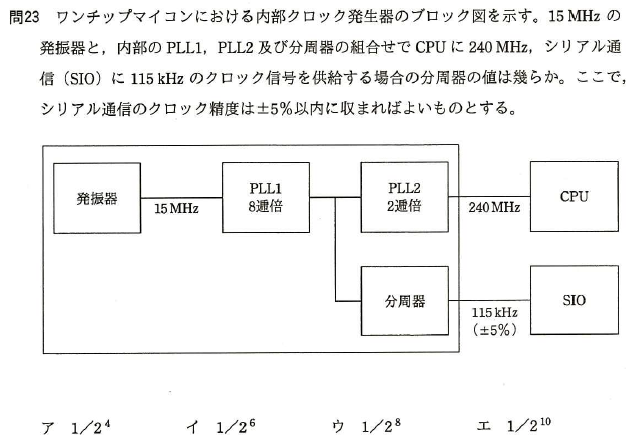 問23 ワンチップマイコンにおける内部クロック発生器のブロック図を示す。15 MHz の
発振器と，内部の PLL1，PLL2 及び分周器の組合せで CPU に 240 MHz，シリアル通
信（SIO）に 115 kHz のクロック信号を供給する場合の分周器の値は幾らか。ここで，
シリアル通信のクロック精度は±5%以内に収まればよいものとする。
発振器
15 MHz
PLL1
8逓倍
PLL2
2逓倍
240 MHz
CPU
分周器
115 kHz
（±5%）
SIO
ア 1／2⁴ イ 1／2⁶ ウ 1／2⁸ エ 1／2¹⁰